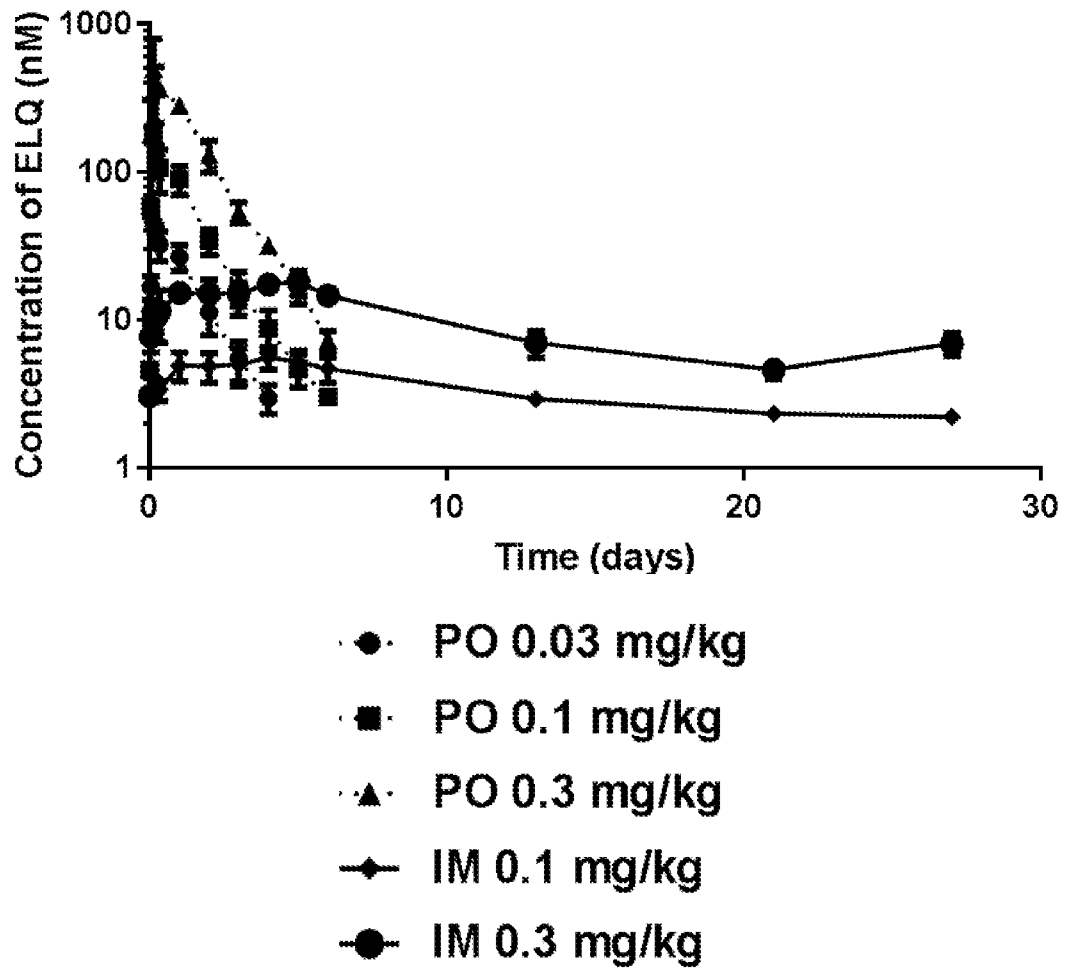 Concentration of ELQ (nM)
1000
100
10
1
0
10
20
30
Time (days)
PO 0.03 mg/kg
PO 0.1 mg/kg
PO 0.3 mg/kg
IM 0.1 mg/kg
IM 0.3 mg/kg